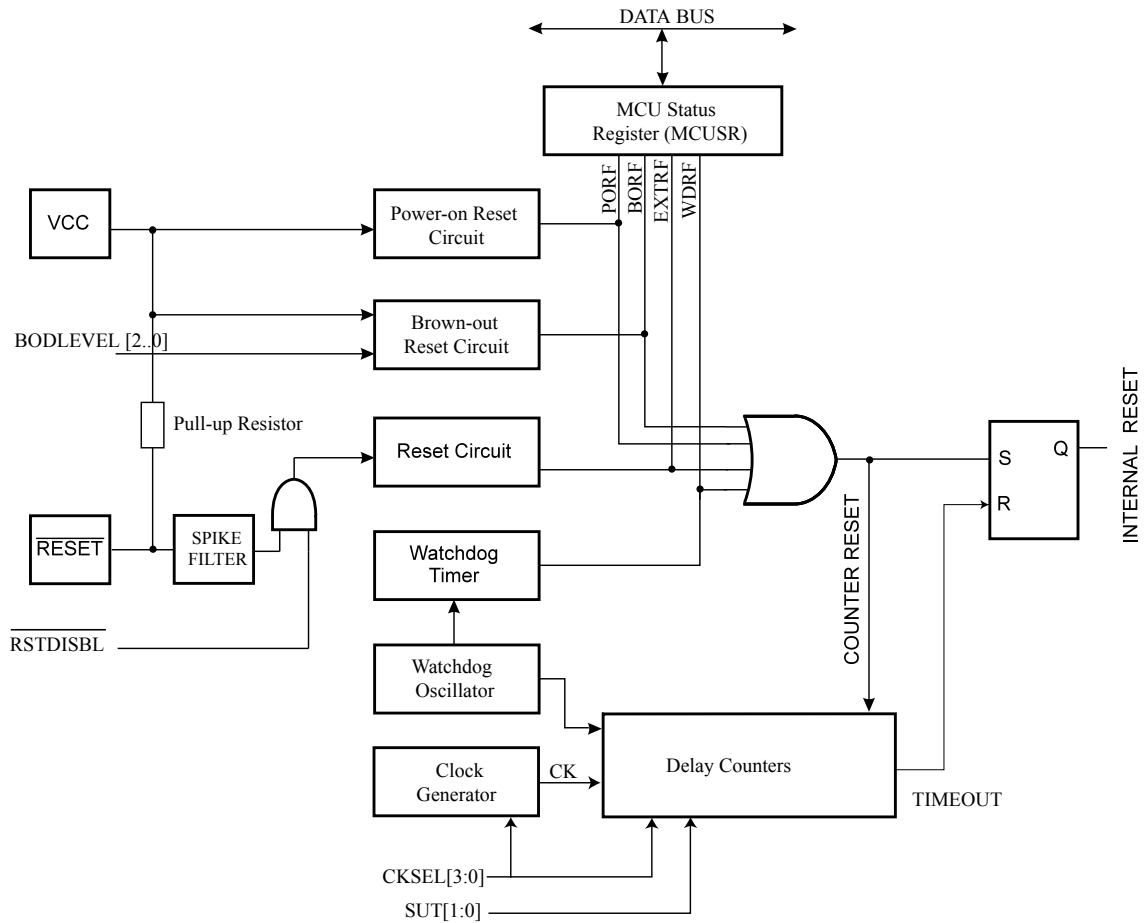 DATA BUS
MCU Status
Register (MCUSR)
PORF
BORF
EXTRF
WDRF
VCC
Power-on Reset
Circuit
BODLEVEL [2..0]
Brown-out
Reset Circuit
Pull-up Resistor
Reset Circuit
S
Q
R
INTERNAL RESET
RESET
SPIKE
FILTER
Watchdog
Timer
COUNTER RESET
RSTDISBL
Watchdog
Oscillator
Clock
Generator
CK
Delay Counters
TIMEOUT
CKSEL[3:0]
SUT[1:0]